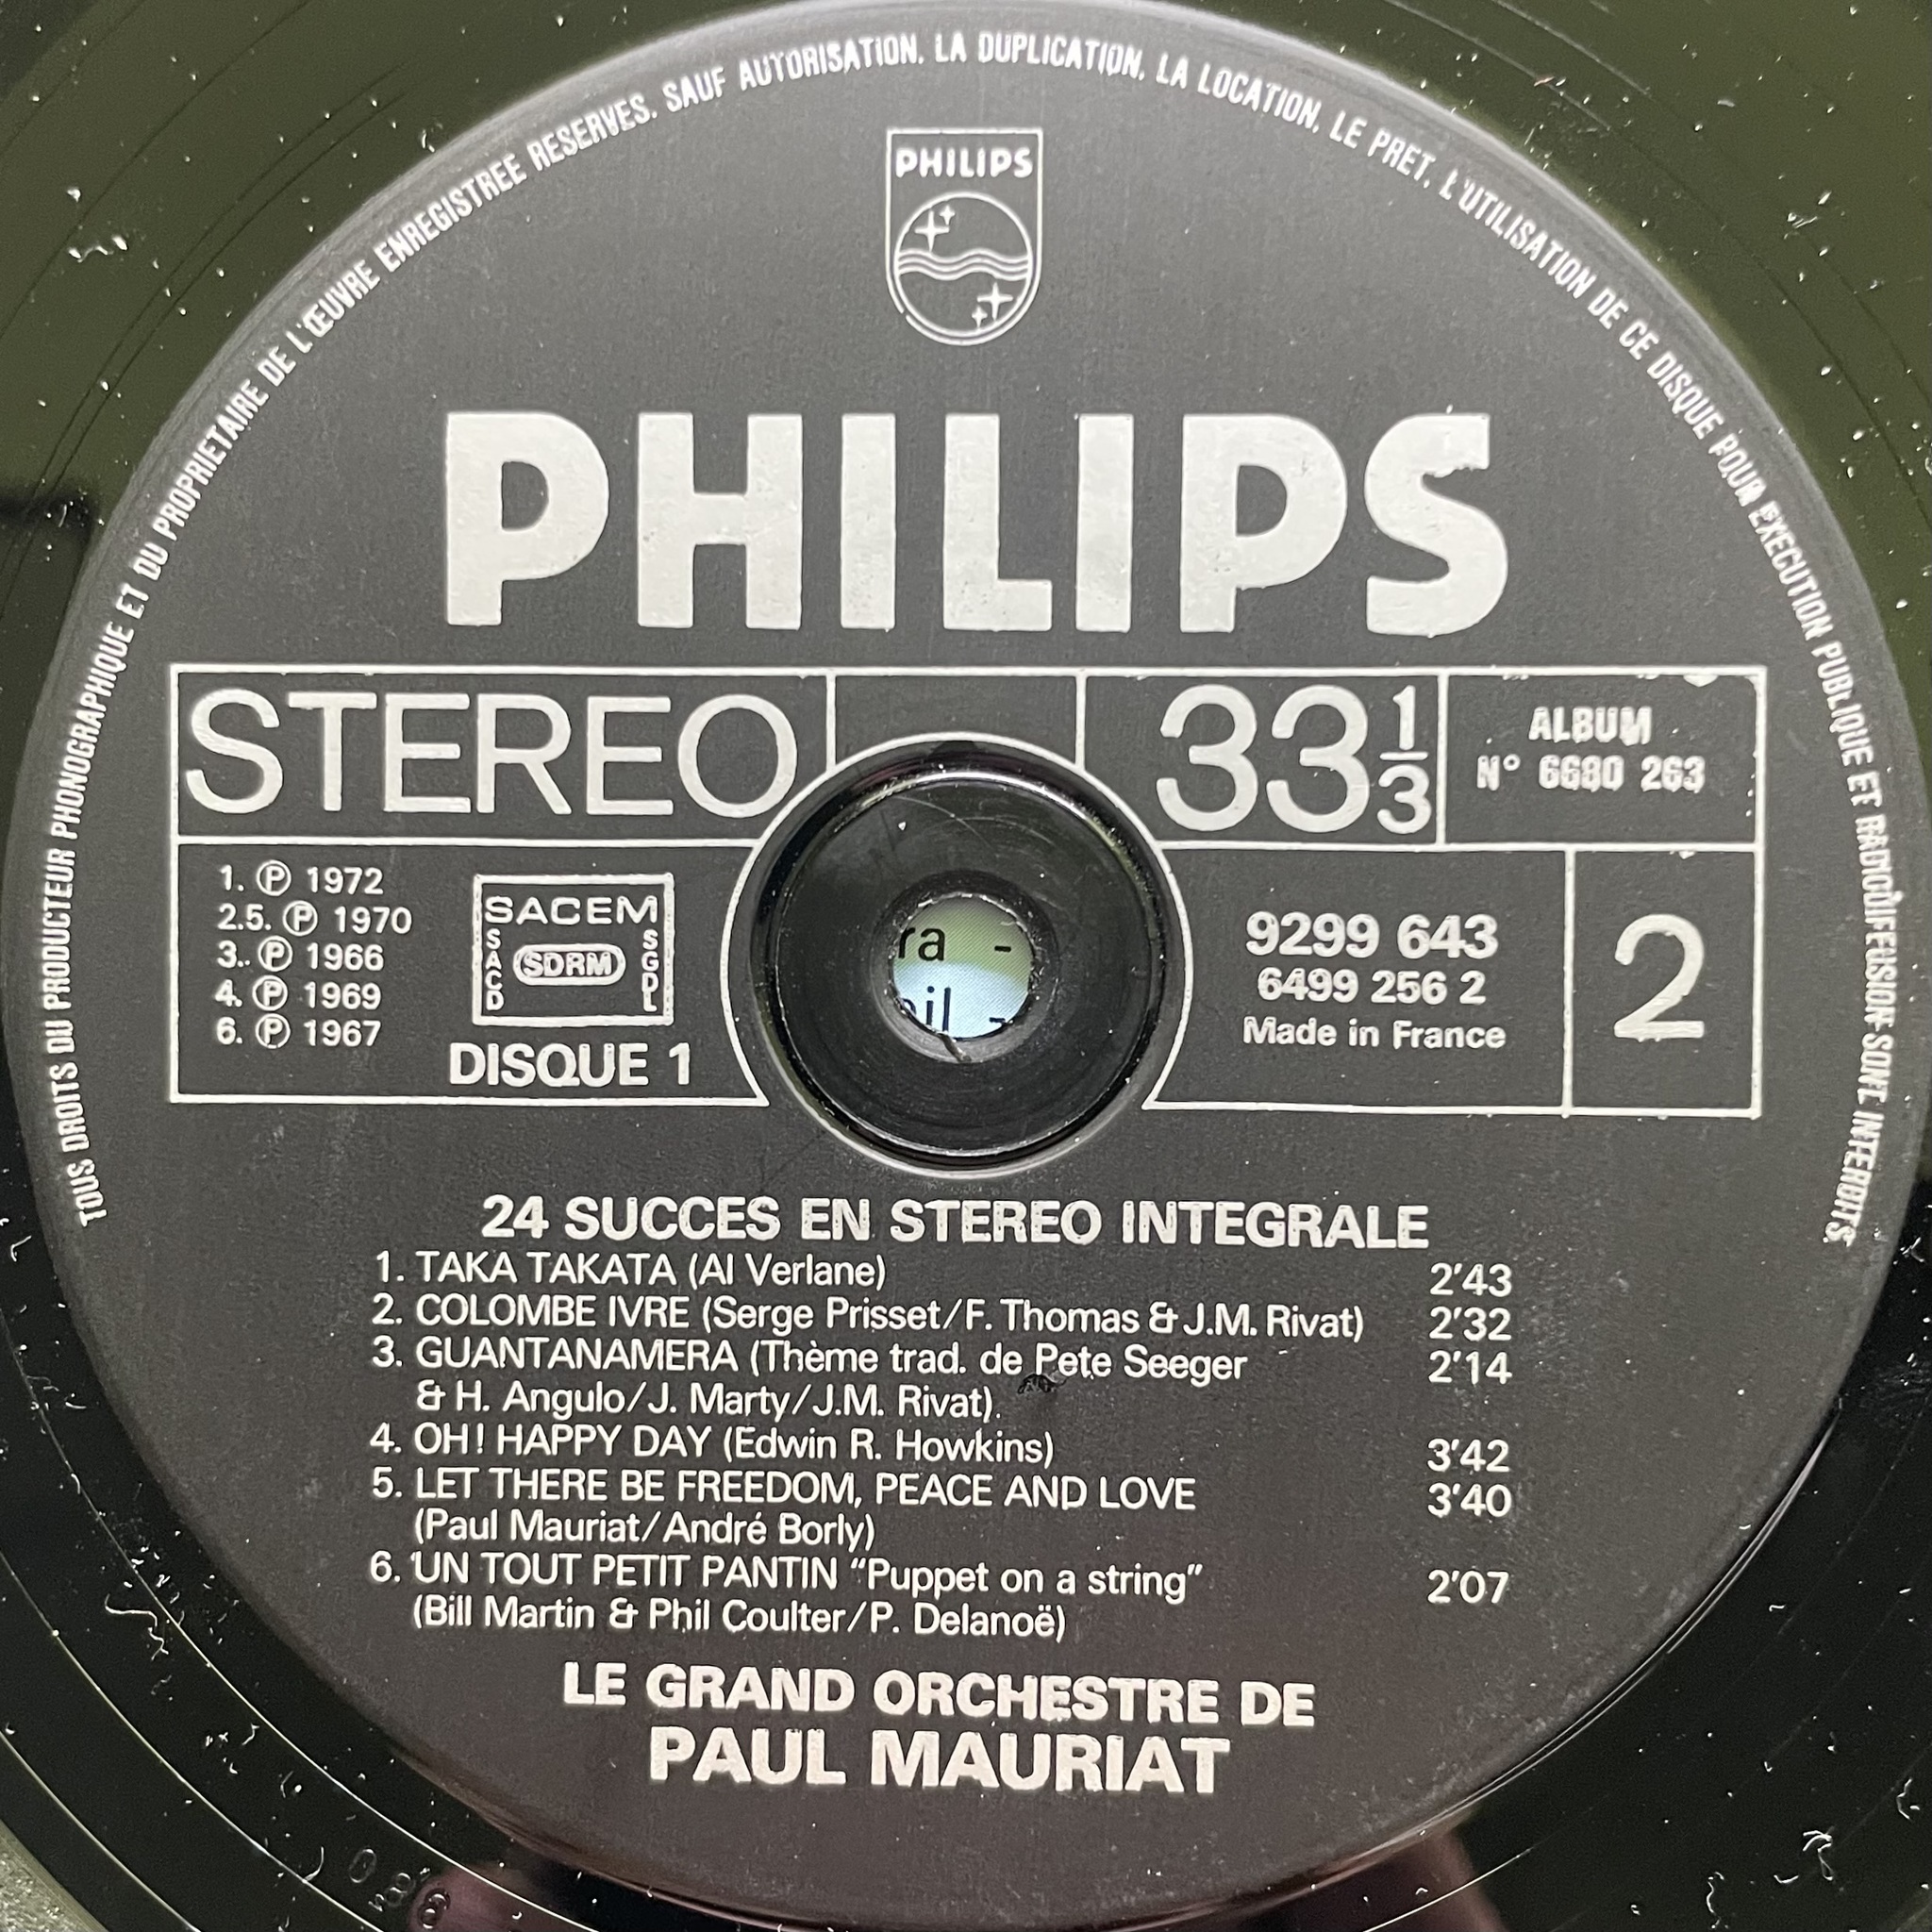 TOUS DROITS DU PRODUCTEUR PHONOGRAPHIQUE ET DU PROPRIETAIRE DE L'ŒUVRE ENREGISTREE RESERVES. SAUF AUTORISATION, LA DUPLICATION, LA LOCATION, LE PRET, L'UTILISATION DE CE DISQUE POUR EXECUTION PUBLIQUE ET RADIODIFFUSION SONT INTERDITS.
PHILIPS
PHILIPS
STEREO
33 1/3
ALBUM
N° 6680 263
1. ℗ 1972
2.5. ℗ 1970
3.. ℗ 1966
4. ℗ 1969
6. ℗ 1967
SACEM
SACD
SDRM
SGDL
DISQUE 1
ra -
il -
9299 643
6499 256 2
Made in France
2
24 SUCCES EN STEREO INTEGRALE
1. TAKA TAKATA (Al Verlane) 2'43
2. COLOMBE IVRE (Serge Prisset/F. Thomas & J.M. Rivat) 2'32
3. GUANTANAMERA (Thème trad. de Pete Seeger 2'14
& H. Angulo/J. Marty/J.M. Rivat).
4. OH! HAPPY DAY (Edwin R. Howkins) 3'42
5. LET THERE BE FREEDOM, PEACE AND LOVE 3'40
(Paul Mauriat/André Borly)
6. UN TOUT PETIT PANTIN "Puppet on a string" 2'07
(Bill Martin & Phil Coulter/P. Delanoë)
LE GRAND ORCHESTRE DE
PAUL MAURIAT